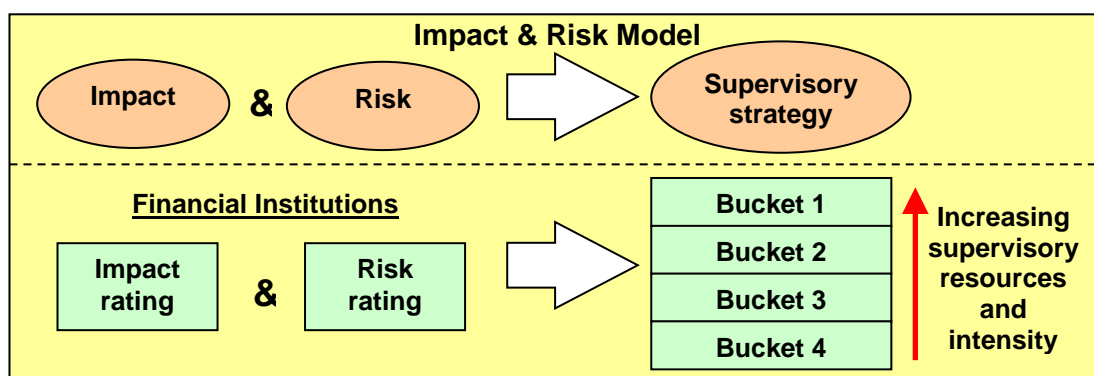 Impact & Risk Model
Impact
&
Risk
Supervisory
strategy
Financial Institutions
Impact
rating
&
Risk
rating
Bucket 1
Bucket 2
Bucket 3
Bucket 4
Increasing
supervisory
resources
and
intensity